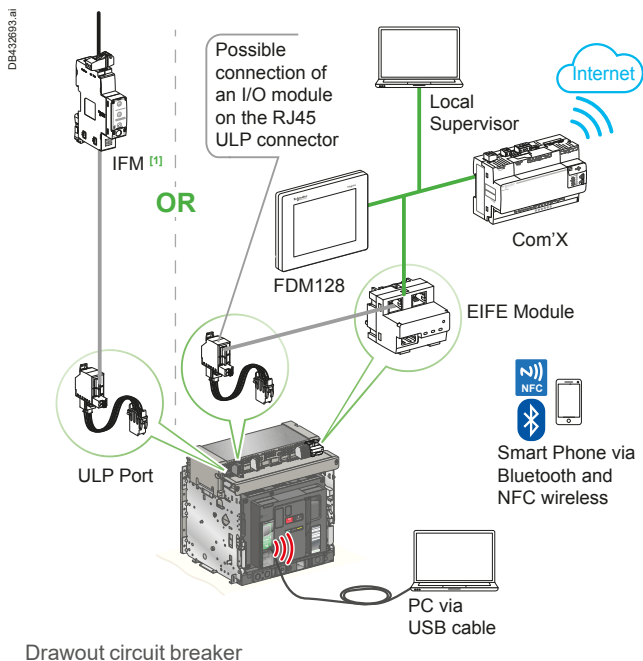 DB432693.ai
Possible
connection of
an I/O module
on the RJ45
ULP connector
Internet
Local
Supervisor
IFM [1]
OR
Com'X
FDM128
EIFE Module
NFC
ULP Port
Smart Phone via
Bluetooth and
NFC wireless
PC via
USB cable
Drawout circuit breaker